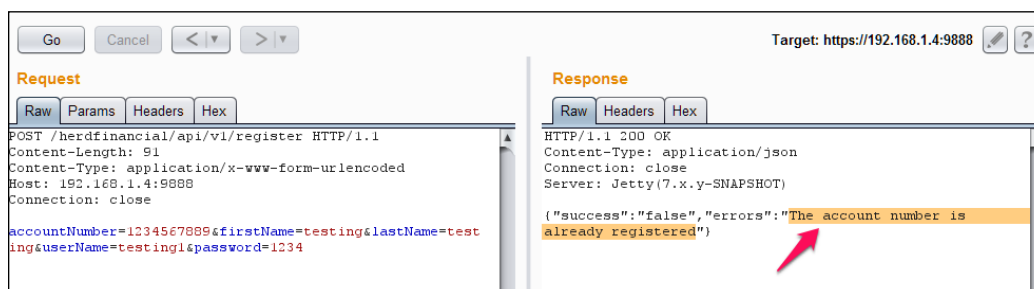 Go Cancel < > Target: https://192.168.1.4:9888 ?
Request
Raw Params Headers Hex
POST /herdfinancial/api/v1/register HTTP/1.1
Content-Length: 91
Content-Type: application/x-www-form-urlencoded
Host: 192.168.1.4:9888
Connection: close
accountNumber=1234567889&firstName=testing&lastName=test
ing&userName=testing1&password=1234
Response
Raw Headers Hex
HTTP/1.1 200 OK
Content-Type: application/json
Connection: close
Server: Jetty(7.x.y-SNAPSHOT)
{"success":"false","errors":"The account number is
already registered"}